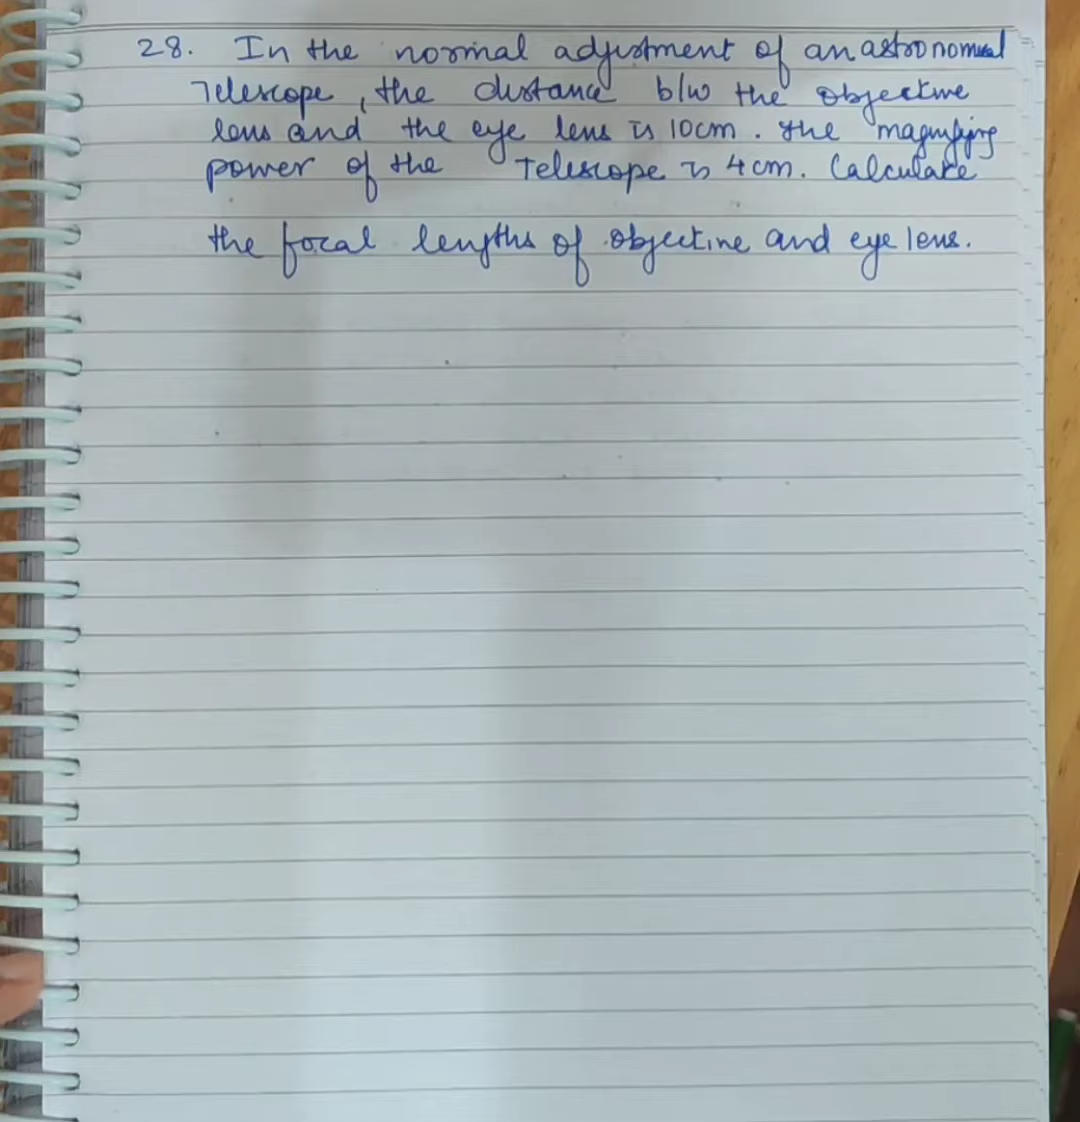 28. In the normal adjustment of an astronomical
Telescope, the distance b/w the objective
lens and the eye lens is 10cm. the magnifying
power of the Telescope is 4 cm. Calculate
the focal lengths of objective and eye lens.